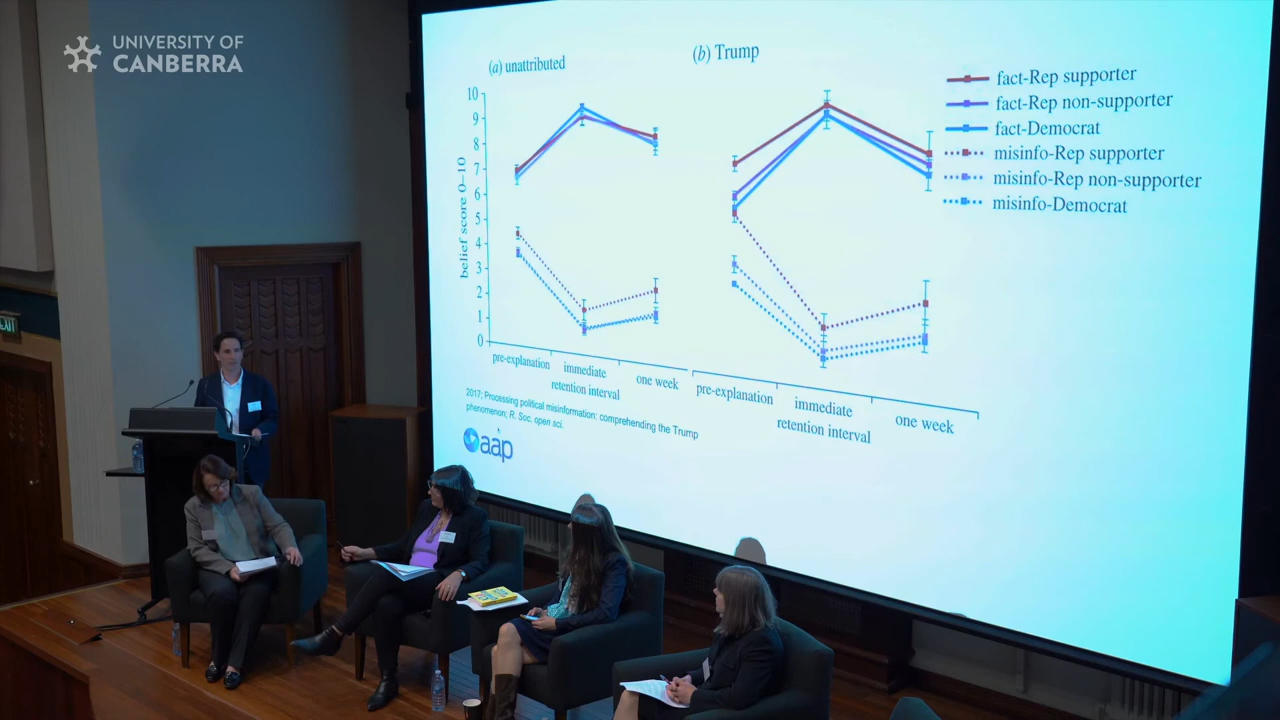 UNIVERSITY OF
CANBERRA
EXIT
(a) unattributed
(b) Trump
belief score 0–10
10
9
8
7
6
5
4
3
2
1
0
pre-explanation
immediate
one week
retention interval
pre-explanation
immediate
one week
retention interval
fact-Rep supporter
fact-Rep non-supporter
fact-Democrat
misinfo-Rep supporter
misinfo-Rep non-supporter
misinfo-Democrat
2017; Processing political misinformation: comprehending the Trump
phenomenon; R. Soc. open sci.
aap